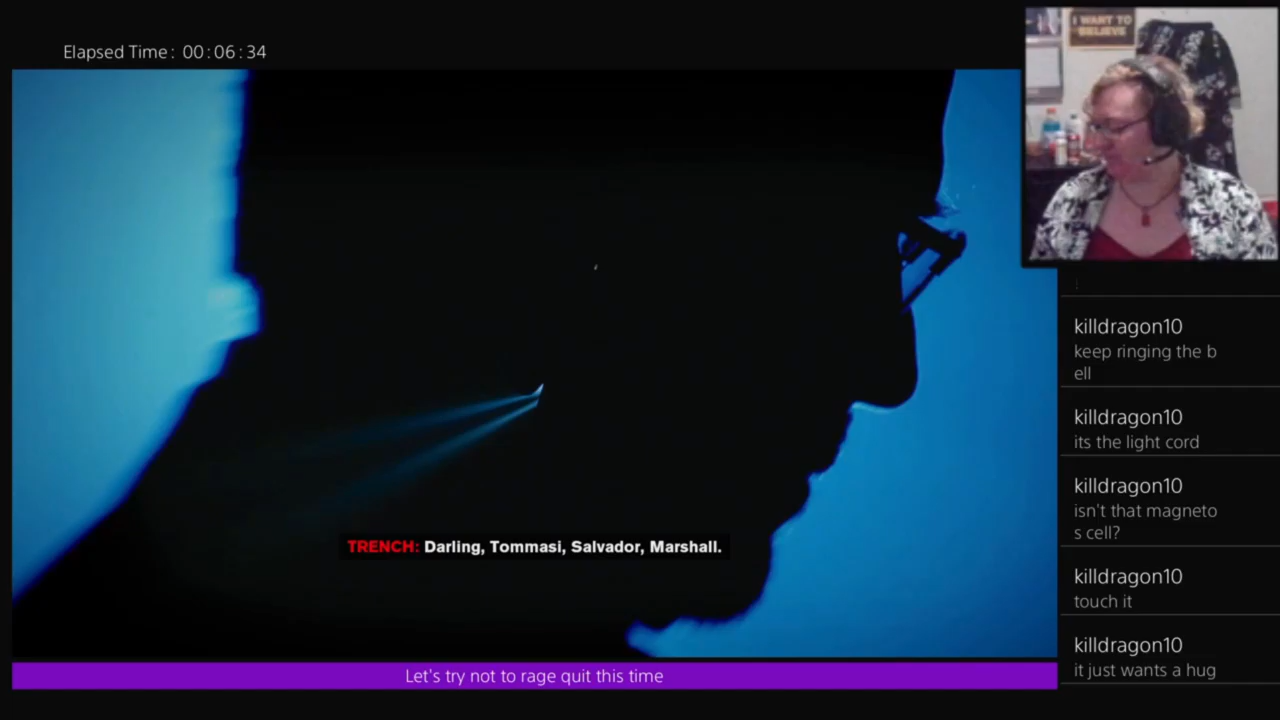 Elapsed Time: 00:06:34
I WANT TO
BELIEVE
killdragon10
keep ringing the b
ell
killdragon10
its the light cord
killdragon10
isn't that magneto
s cell?
killdragon10
touch it
killdragon10
it just wants a hug
TRENCH: Darling, Tommasi, Salvador, Marshall.
Let's try not to rage quit this time